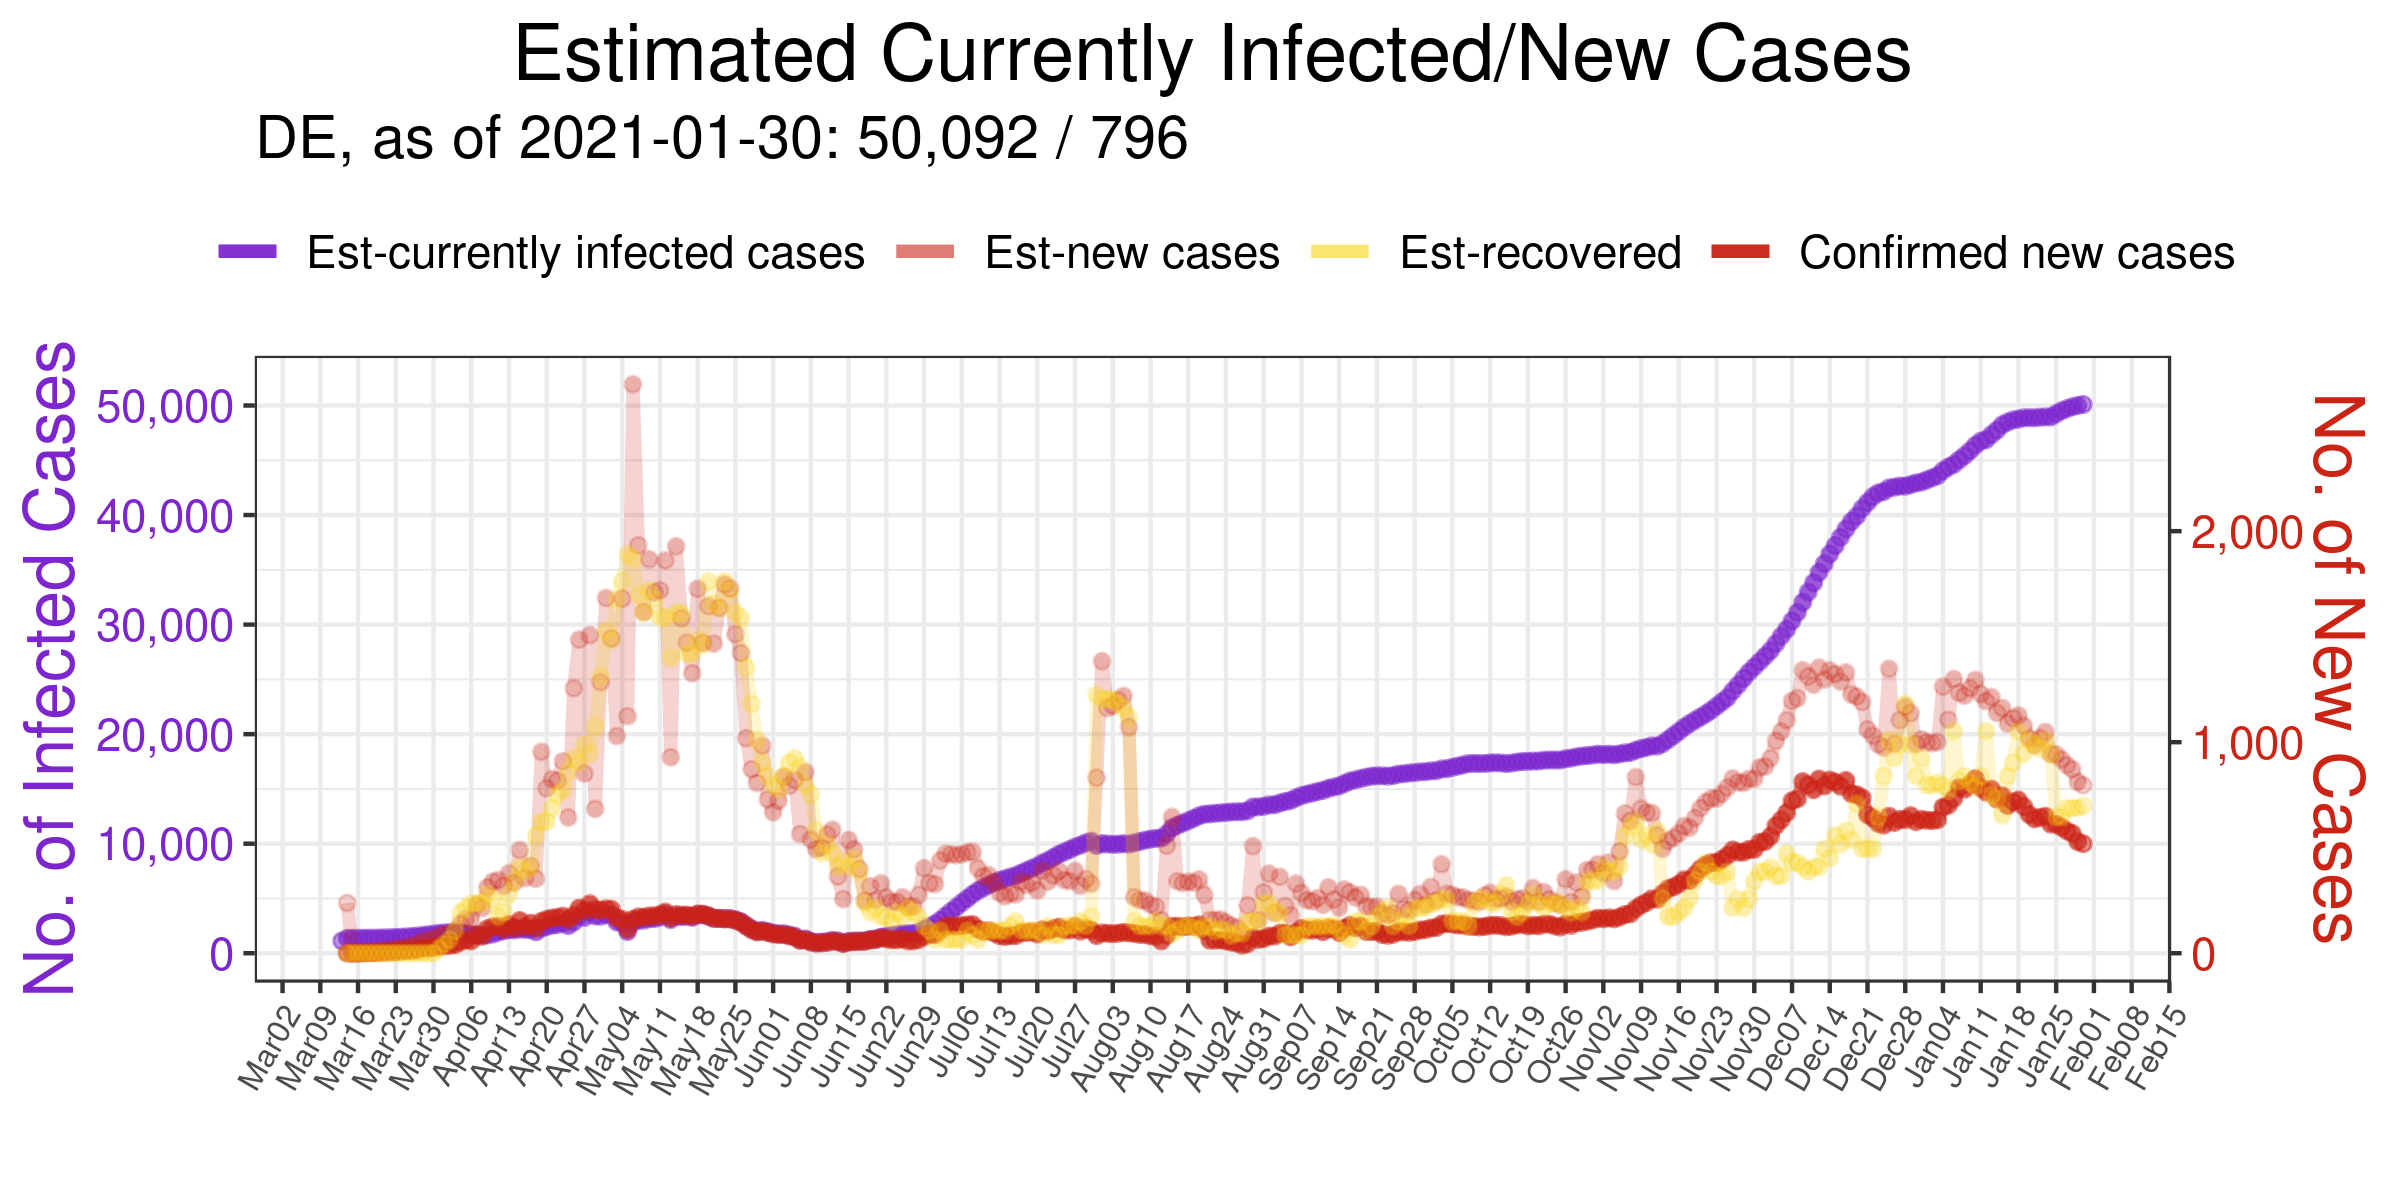 Estimated Currently Infected/New Cases
DE, as of 2021-01-30: 50,092 / 796
Est-currently infected cases Est-new cases Est-recovered Confirmed new cases
No. of Infected Cases
50,000
40,000
30,000
20,000
10,000
0
2,000
1,000
0
No. of New Cases
Mar02 Mar09 Mar16 Mar23 Mar30 Apr06 Apr13 Apr20 Apr27 May04 May11 May18 May25 Jun01 Jun08 Jun15 Jun22 Jun29 Jul06 Jul13 Jul20 Jul27 Aug03 Aug10 Aug17 Aug24 Aug31 Sep07 Sep14 Sep21 Sep28 Oct05 Oct12 Oct19 Oct26 Nov02 Nov09 Nov16 Nov23 Nov30 Dec07 Dec14 Dec21 Dec28 Dec04 Jan11 Jan18 Jan25 Feb01 Feb08 Feb15